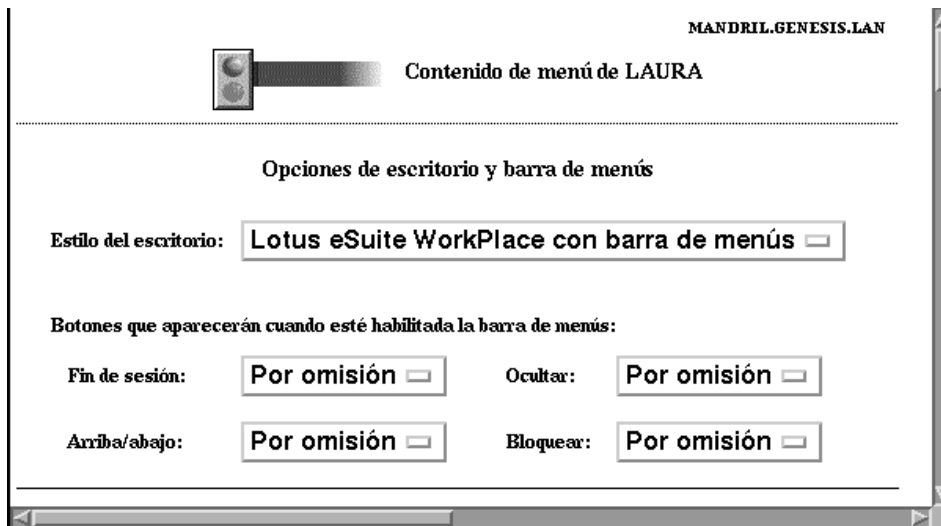 MANDRIL.GENESIS.LAN
Contenido de menú de LAURA
Opciones de escritorio y barra de menús
Estilo del escritorio: Lotus eSuite WorkPlace con barra de menús
Botones que aparecerán cuando esté habilitada la barra de menús:
Fin de sesión: Por omisión Ocultar: Por omisión
Arriba/abajo: Por omisión Bloquear: Por omisión